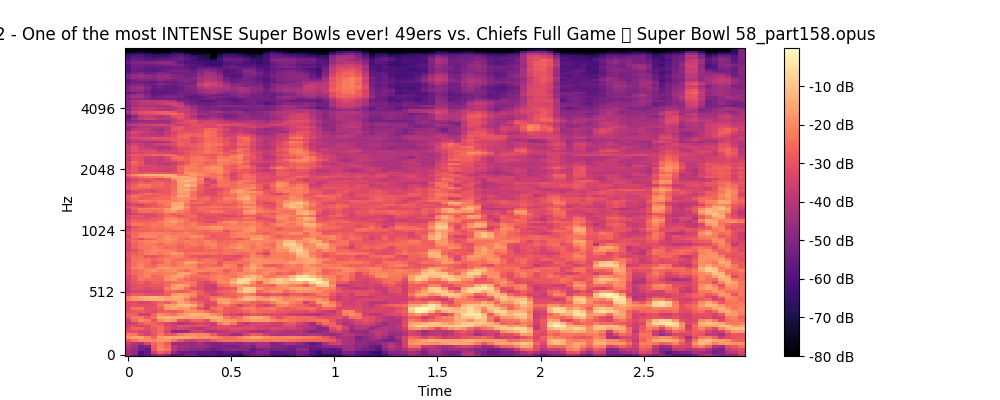 2 - One of the most INTENSE Super Bowls ever! 49ers vs. Chiefs Full Game Super Bowl 58_part158.opus
4096
2048
1024
512
0
Hz
0
0.5
1
1.5
2
2.5
Time
-10 dB
-20 dB
-30 dB
-40 dB
-50 dB
-60 dB
-70 dB
-80 dB